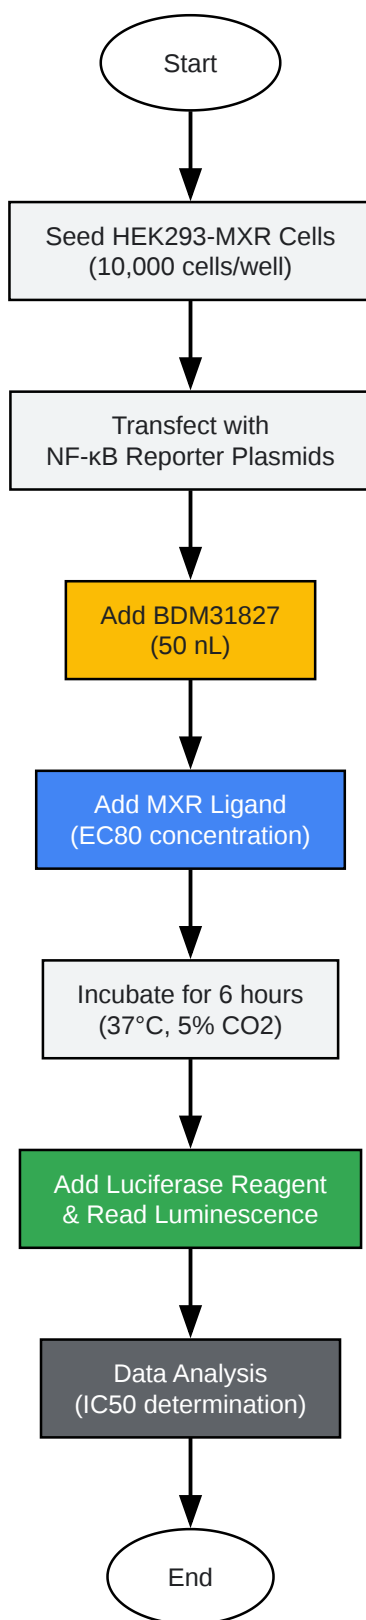 Start
Seed HEK293-MXR Cells
(10,000 cells/well)
Transfect with
NF-κB Reporter Plasmids
Add BDM31827
(50 nL)
Add MXR Ligand
(EC80 concentration)
Incubate for 6 hours
(37°C, 5% CO2)
Add Luciferase Reagent
& Read Luminescence
Data Analysis
(IC50 determination)
End